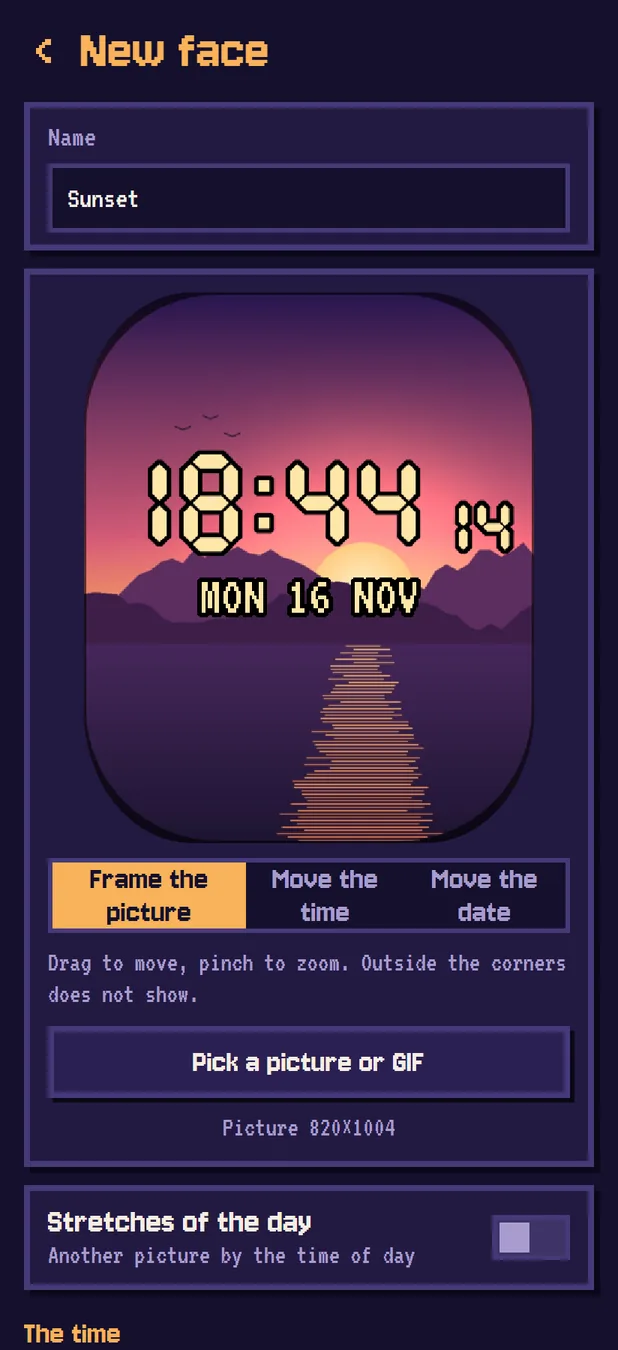 New face
Name
Sunset
18:44 14
MON 16 NOV
Frame the
picture
Move the
time
Move the
date
Drag to move, pinch to zoom. Outside the corners
does not show.
Pick a picture or GIF
Picture 820X1004
Stretches of the day
Another picture by the time of day
The time